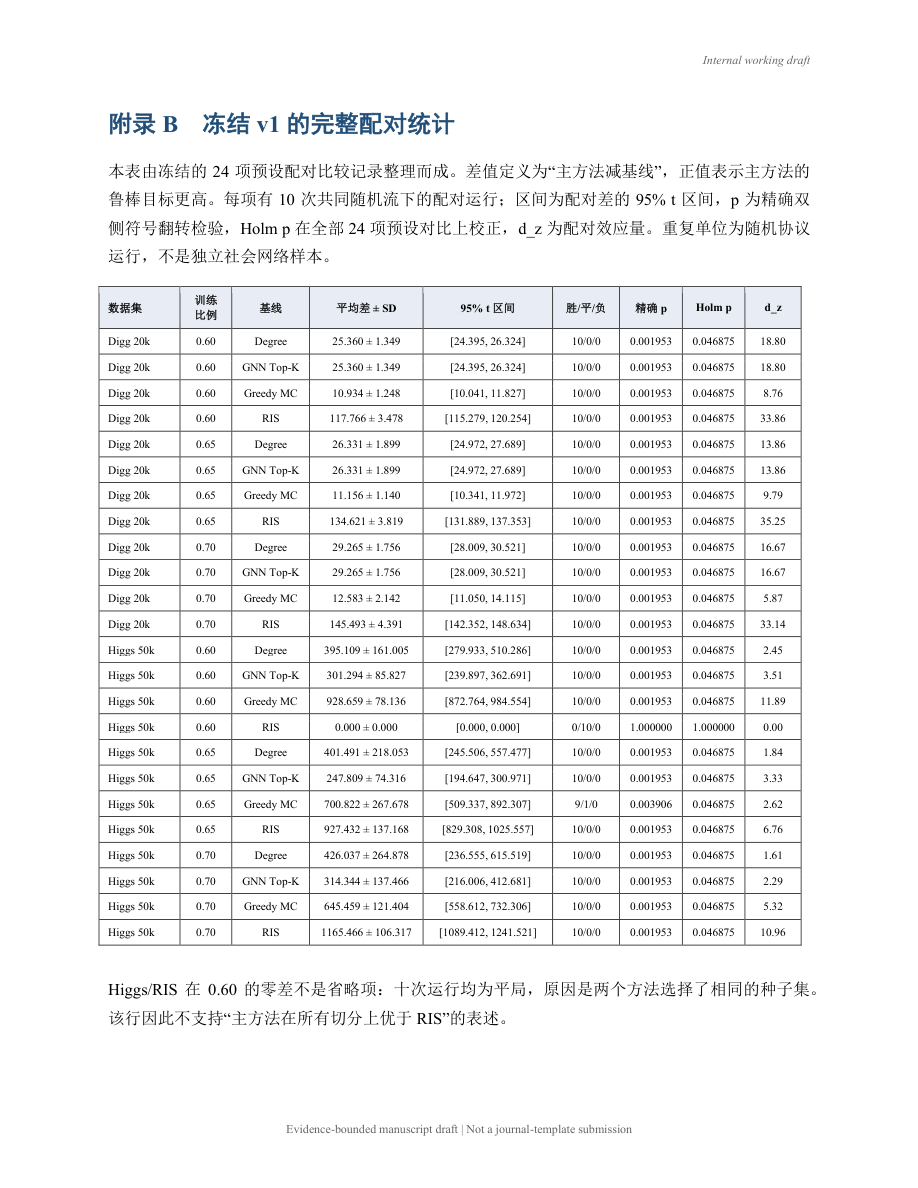 Internal working draft
附录 B 冻结 v1 的完整配对统计
本表由冻结的 24 项预设配对比较记录整理而成。差值定义为“主方法减基线”，正值表示主方法的
鲁棒目标更高。每项有 10 次共同随机流下的配对运行；区间为配对差的 95% t 区间，p 为精确双
侧符号翻转检验，Holm p 在全部 24 项预设对比上校正，d_z 为配对效应量。重复单位为随机协议
运行，不是独立社会网络样本。
数据集 训练比例 基线 平均差 ± SD 95% t 区间 胜/平/负 精确 p Holm p d_z
Digg 20k 0.60 Degree 25.360 ± 1.349 [24.395, 26.324] 10/0/0 0.001953 0.046875 18.80
Digg 20k 0.60 GNN Top-K 25.360 ± 1.349 [24.395, 26.324] 10/0/0 0.001953 0.046875 18.80
Digg 20k 0.60 Greedy MC 10.934 ± 1.248 [10.041, 11.827] 10/0/0 0.001953 0.046875 8.76
Digg 20k 0.60 RIS 117.766 ± 3.478 [115.279, 120.254] 10/0/0 0.001953 0.046875 33.86
Digg 20k 0.65 Degree 26.331 ± 1.899 [24.972, 27.689] 10/0/0 0.001953 0.046875 13.86
Digg 20k 0.65 GNN Top-K 26.331 ± 1.899 [24.972, 27.689] 10/0/0 0.001953 0.046875 13.86
Digg 20k 0.65 Greedy MC 11.156 ± 1.140 [10.341, 11.972] 10/0/0 0.001953 0.046875 9.79
Digg 20k 0.65 RIS 134.621 ± 3.819 [131.889, 137.353] 10/0/0 0.001953 0.046875 35.25
Digg 20k 0.70 Degree 29.265 ± 1.756 [28.009, 30.521] 10/0/0 0.001953 0.046875 16.67
Digg 20k 0.70 GNN Top-K 29.265 ± 1.756 [28.009, 30.521] 10/0/0 0.001953 0.046875 16.67
Digg 20k 0.70 Greedy MC 12.583 ± 2.142 [11.050, 14.115] 10/0/0 0.001953 0.046875 5.87
Digg 20k 0.70 RIS 145.493 ± 4.391 [142.352, 148.634] 10/0/0 0.001953 0.046875 33.14
Higgs 50k 0.60 Degree 395.109 ± 161.005 [279.933, 510.286] 10/0/0 0.001953 0.046875 2.45
Higgs 50k 0.60 GNN Top-K 301.294 ± 85.827 [239.897, 362.691] 10/0/0 0.001953 0.046875 3.51
Higgs 50k 0.60 Greedy MC 928.659 ± 78.136 [872.764, 984.554] 10/0/0 0.001953 0.046875 11.89
Higgs 50k 0.60 RIS 0.000 ± 0.000 [0.000, 0.000] 0/10/0 1.000000 1.000000 0.00
Higgs 50k 0.65 Degree 401.491 ± 218.053 [245.506, 557.477] 10/0/0 0.001953 0.046875 1.84
Higgs 50k 0.65 GNN Top-K 247.809 ± 74.316 [194.647, 300.971] 10/0/0 0.001953 0.046875 3.33
Higgs 50k 0.65 Greedy MC 700.822 ± 267.678 [509.337, 892.307] 9/1/0 0.003906 0.046875 2.62
Higgs 50k 0.65 RIS 927.432 ± 137.168 [829.308, 1025.557] 10/0/0 0.001953 0.046875 6.76
Higgs 50k 0.70 Degree 426.037 ± 264.878 [236.555, 615.519] 10/0/0 0.001953 0.046875 1.61
Higgs 50k 0.70 GNN Top-K 314.344 ± 137.466 [216.006, 412.681] 10/0/0 0.001953 0.046875 2.29
Higgs 50k 0.70 Greedy MC 645.459 ± 121.404 [558.612, 732.306] 10/0/0 0.001953 0.046875 5.32
Higgs 50k 0.70 RIS 1165.466 ± 106.317 [1089.412, 1241.521] 10/0/0 0.001953 0.046875 10.96
Higgs/RIS 在 0.60 的零差不是省略项：十次运行均为平局，原因是两个方法选择了相同的种子集。
该行因此不支持“主方法在所有切分上优于 RIS”的表述。
Evidence-bounded manuscript draft | Not a journal-template submission